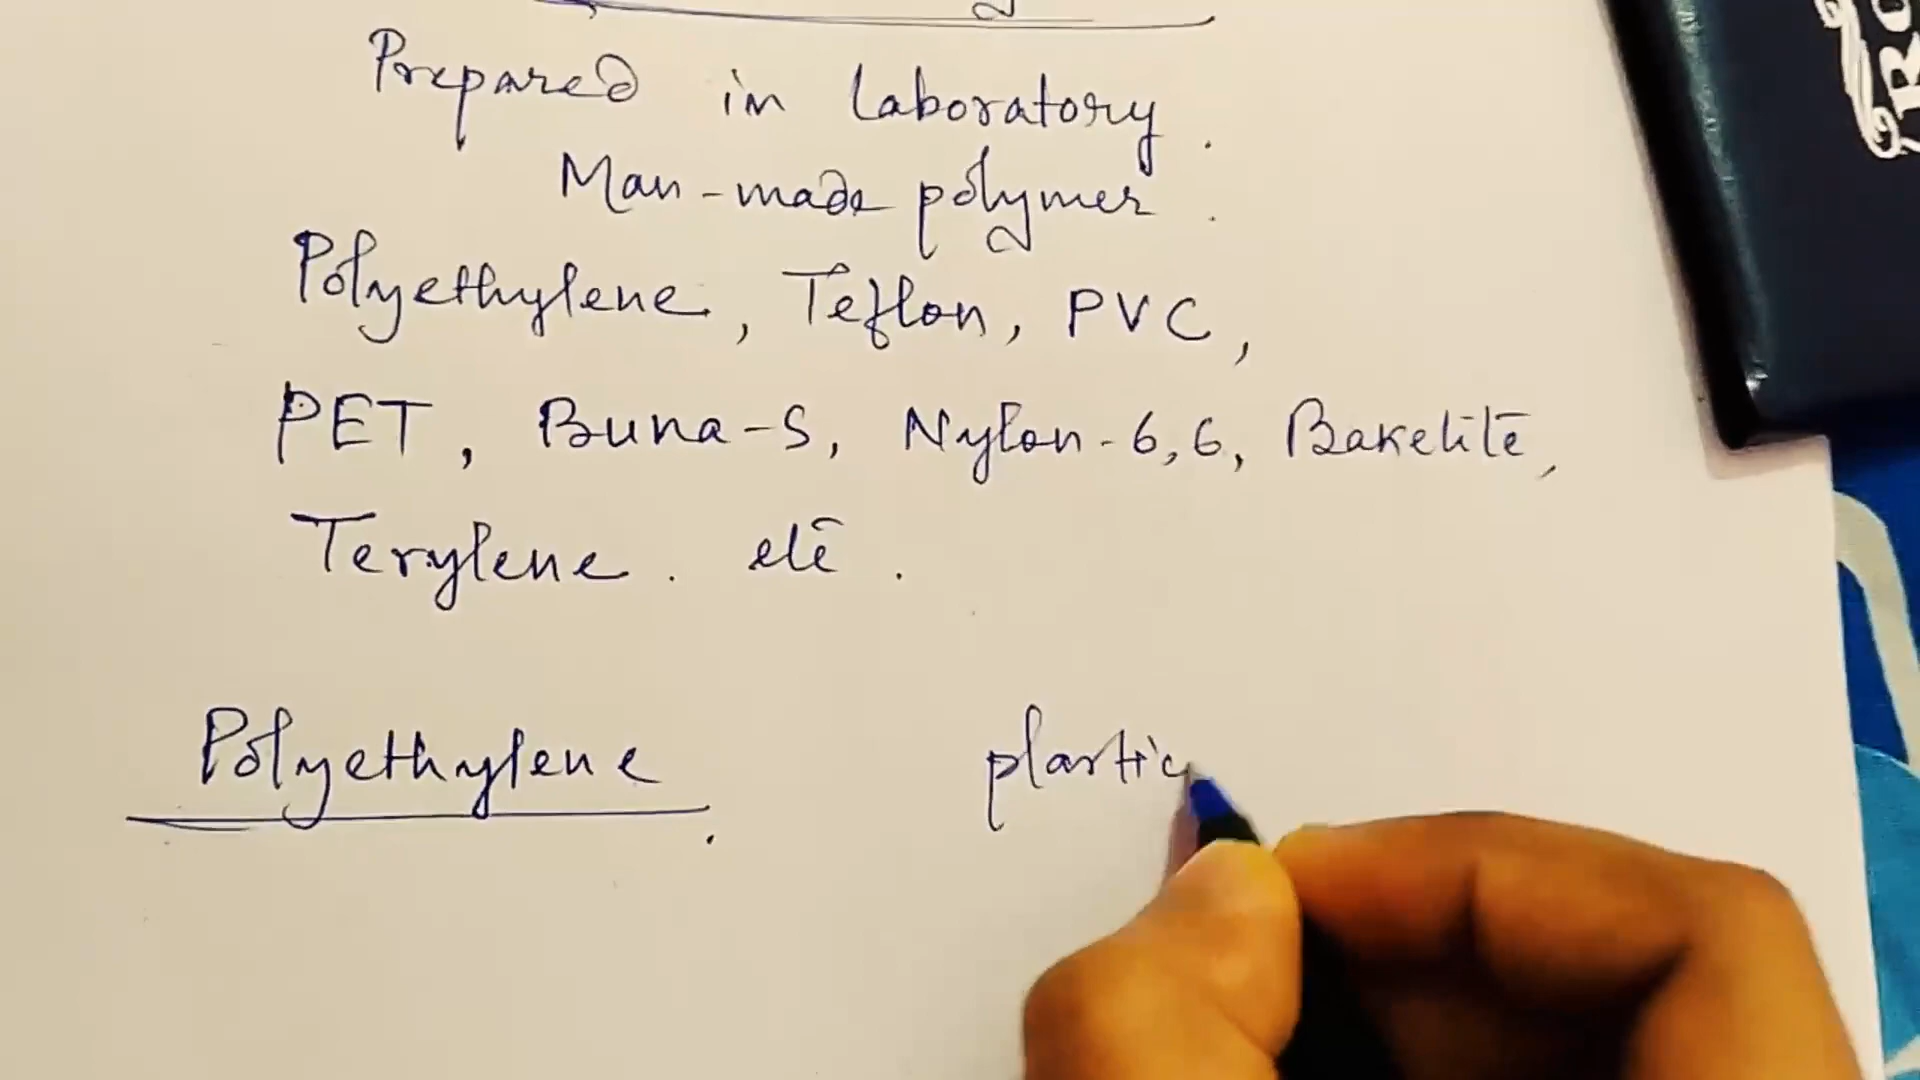 Prepared in laboratory.
Man-made polymer.
Polyethylene, Teflon, PVC,
PET, Buna-S, Nylon-6,6, Bakelite,
Terylene. etc.
Polyethylene. plastic